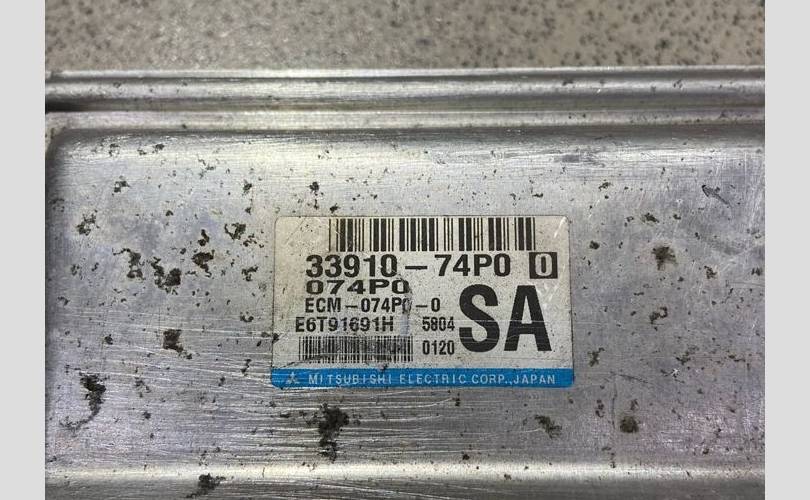 33910-74P0 0
074P0
ECM-074P0-0
E6T91691H 5804
0120
SA
MITSUBISHI ELECTRIC CORP.,JAPAN